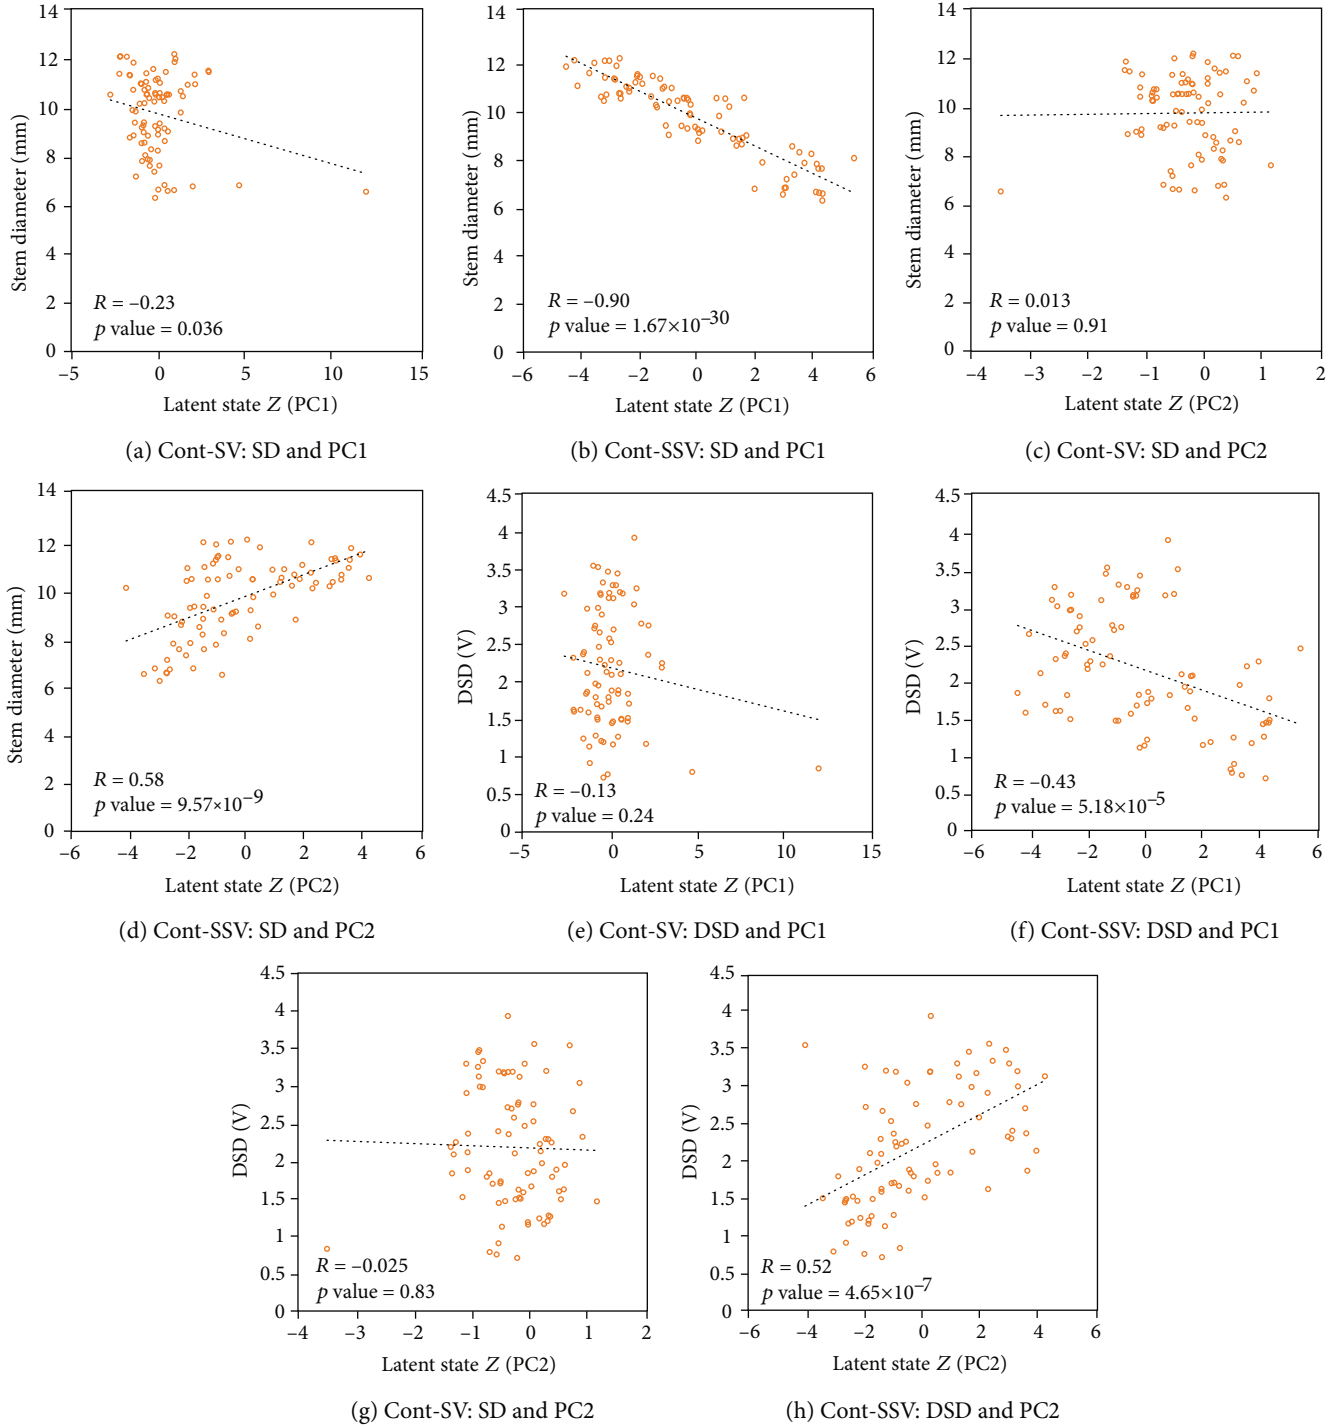 14
12
10
8
6
4
2
0
Stem diameter (mm)
R = –0.23
p value = 0.036
–5 0 5 10 15
Latent state Z (PC1)
(a) Cont-SV: SD and PC1
14
12
10
8
6
4
2
0
Stem diameter (mm)
R = –0.90
p value = 1.67×10⁻³⁰
–6 –4 –2 0 2 4 6
Latent state Z (PC1)
(b) Cont-SSV: SD and PC1
14
12
10
8
6
4
2
0
Stem diameter (mm)
R = 0.013
p value = 0.91
–4 –3 –2 –1 0 1 2
Latent state Z (PC2)
(c) Cont-SV: SD and PC2
14
12
10
8
6
4
2
0
Stem diameter (mm)
R = 0.58
p value = 9.57×10⁻⁹
–6 –4 –2 0 2 4 6
Latent state Z (PC2)
(d) Cont-SSV: SD and PC2
4.5
4
3.5
3
2.5
2
1.5
1
0.5
0
DSD (V)
R = –0.13
p value = 0.24
–5 0 5 10 15
Latent state Z (PC1)
(e) Cont-SV: DSD and PC1
4.5
4
3.5
3
2.5
2
1.5
1
0.5
0
DSD (V)
R = –0.43
p value = 5.18×10⁻⁵
–6 –4 –2 0 2 4 6
Latent state Z (PC1)
(f) Cont-SSV: DSD and PC1
4.5
4
3.5
3
2.5
2
1.5
1
0.5
0
DSD (V)
R = –0.025
p value = 0.83
–4 –3 –2 –1 0 1 2
Latent state Z (PC2)
(g) Cont-SV: SD and PC2
4.5
4
3.5
3
2.5
2
1.5
1
0.5
0
DSD (V)
R = 0.52
p value = 4.65×10⁻⁷
–6 –4 –2 0 2 4 6
Latent state Z (PC2)
(h) Cont-SSV: DSD and PC2